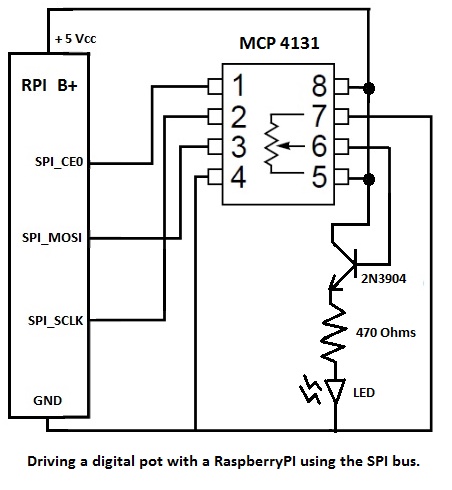 + 5 Vcc
MCP 4131
RPI B+
1 8
2 7
3 6
4 5
SPI_CE0
SPI_MOSI
2N3904
SPI_SCLK
470 Ohms
LED
GND
Driving a digital pot with a RaspberryPI using the SPI bus.